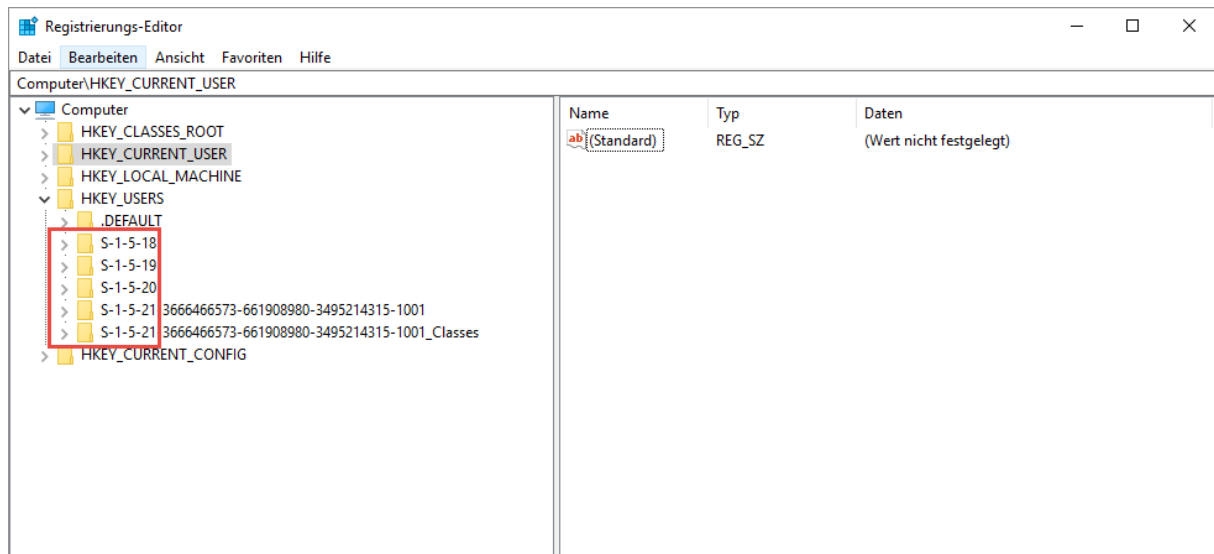 Registrierungs-Editor
Datei Bearbeiten Ansicht Favoriten Hilfe
Computer\HKEY_CURRENT_USER
Computer
HKEY_CLASSES_ROOT
HKEY_CURRENT_USER
HKEY_LOCAL_MACHINE
HKEY_USERS
.DEFAULT
S-1-5-18
S-1-5-19
S-1-5-20
S-1-5-21-3666466573-661908980-3495214315-1001
S-1-5-21-3666466573-661908980-3495214315-1001_Classes
HKEY_CURRENT_CONFIG
Name Typ Daten
ab (Standard) REG_SZ (Wert nicht festgelegt)